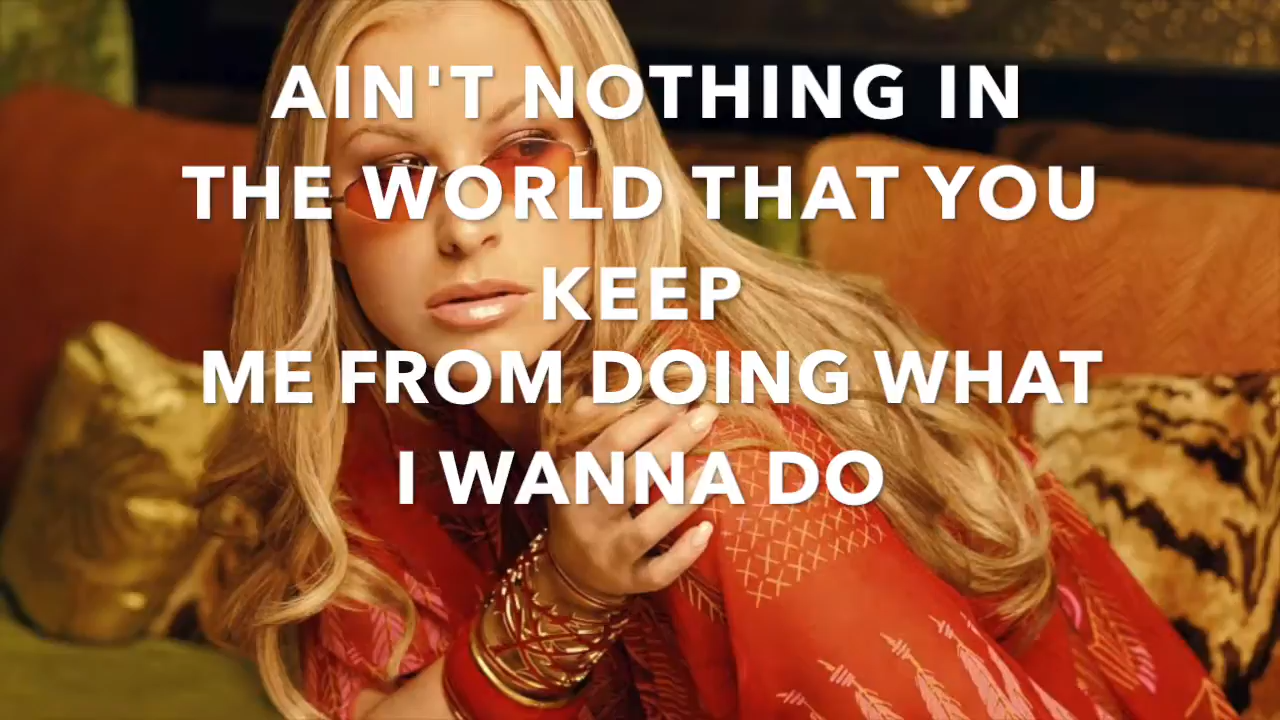 AIN'T NOTHING IN
THE WORLD THAT YOU
KEEP
ME FROM DOING WHAT
I WANNA DO